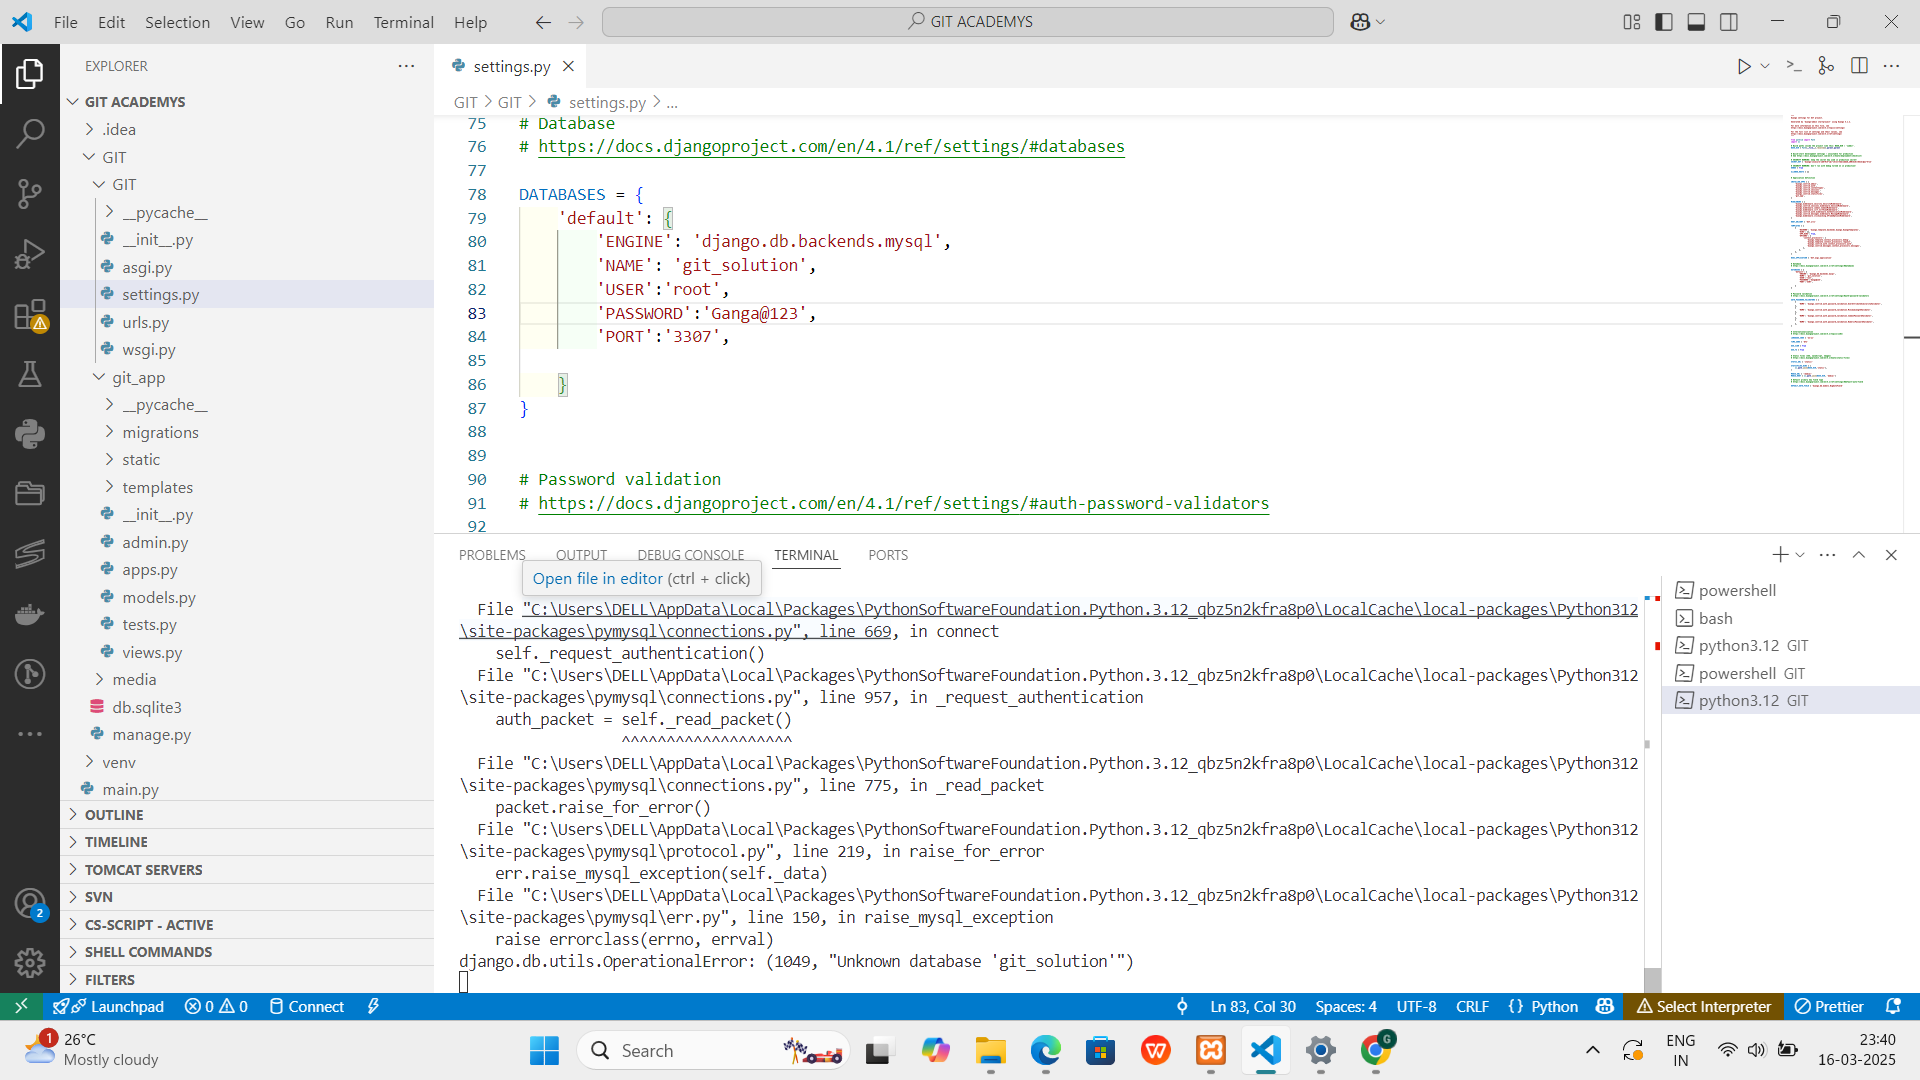 File Edit Selection View Go Run Terminal Help
GIT ACADEMYS
EXPLORER
GIT ACADEMYS
.idea
GIT
GIT
__pycache__
__init__.py
asgi.py
settings.py
urls.py
wsgi.py
git_app
__pycache__
migrations
static
templates
__init__.py
admin.py
apps.py
models.py
tests.py
views.py
media
db.sqlite3
manage.py
venv
main.py
OUTLINE
TIMELINE
TOMCAT SERVERS
SVN
CS-SCRIPT - ACTIVE
SHELL COMMANDS
FILTERS
2
settings.py
GIT > GIT > settings.py > ...
75 # Database
76 # https://docs.djangoproject.com/en/4.1/ref/settings/#databases
77
78 DATABASES = {
79 'default': {
80 'ENGINE': 'django.db.backends.mysql',
81 'NAME': 'git_solution',
82 'USER':'root',
83 'PASSWORD':'Ganga@123',
84 'PORT':'3307',
85
86 }
87 }
88
89
90 # Password validation
91 # https://docs.djangoproject.com/en/4.1/ref/settings/#auth-password-validators
92
PROBLEMS OUTPUT DEBUG CONSOLE TERMINAL PORTS
Open file in editor (ctrl + click)
File "C:\Users\DELL\AppData\Local\Packages\PythonSoftwareFoundation.Python.3.12_qbz5n2kfra8p0\LocalCache\local-packages\Python312
\site-packages\pymysql\connections.py", line 669, in connect
self._request_authentication()
File "C:\Users\DELL\AppData\Local\Packages\PythonSoftwareFoundation.Python.3.12_qbz5n2kfra8p0\LocalCache\local-packages\Python312
\site-packages\pymysql\connections.py", line 957, in _request_authentication
auth_packet = self._read_packet()
^^^^^^^^^^^^^^^^^^^
File "C:\Users\DELL\AppData\Local\Packages\PythonSoftwareFoundation.Python.3.12_qbz5n2kfra8p0\LocalCache\local-packages\Python312
\site-packages\pymysql\connections.py", line 775, in _read_packet
packet.raise_for_error()
File "C:\Users\DELL\AppData\Local\Packages\PythonSoftwareFoundation.Python.3.12_qbz5n2kfra8p0\LocalCache\local-packages\Python312
\site-packages\pymysql\protocol.py", line 219, in raise_for_error
err.raise_mysql_exception(self._data)
File "C:\Users\DELL\AppData\Local\Packages\PythonSoftwareFoundation.Python.3.12_qbz5n2kfra8p0\LocalCache\local-packages\Python312
\site-packages\pymysql\err.py", line 150, in raise_mysql_exception
raise errorclass(errno, errval)
django.db.utils.OperationalError: (1049, "Unknown database 'git_solution'")
powershell
bash
python3.12 GIT
powershell GIT
python3.12 GIT
Launchpad 0 0 Connect Ln 83, Col 30 Spaces: 4 UTF-8 CRLF {} Python Select Interpreter Prettier
1
26°C
Mostly cloudy
Search
W
G
ENG
IN
23:40
16-03-2025